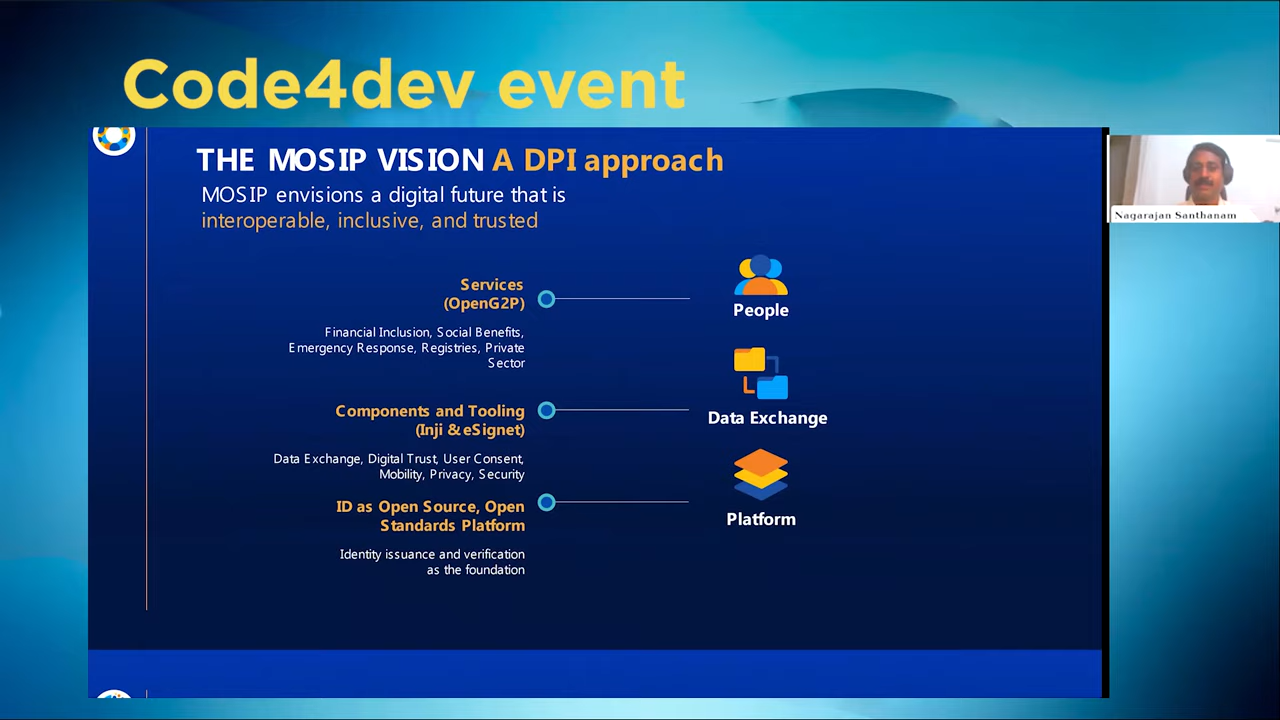 Code4dev event
THE MOSIP VISION A DPI approach
MOSIP envisions a digital future that is
interoperable, inclusive, and trusted
Services
(OpenG2P)
Financial Inclusion, Social Benefits,
Emergency Response, Registries, Private
Sector
People
Components and Tooling
(Inji & eSignet)
Data Exchange, Digital Trust, User Consent,
Mobility, Privacy, Security
Data Exchange
ID as Open Source, Open
Standards Platform
Identity issuance and verification
as the foundation
Platform
Nagarajan Santhanam